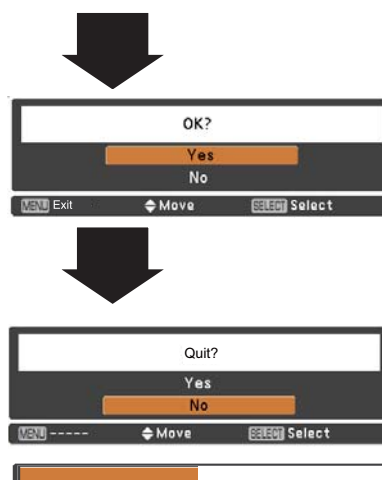 OK?
Yes
No
MENU Exit Move SELECT Select
Quit?
Yes
No
MENU ----- Move SELECT Select